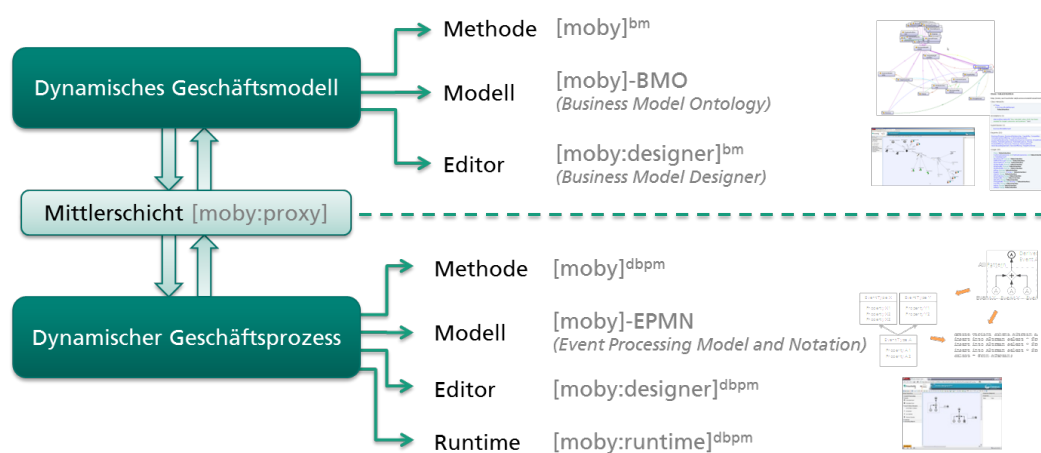 Dynamisches Geschäftsmodell
Methode [moby]bm
Modell [moby]-BMO
(Business Model Ontology)
Editor [moby:designer]bm
(Business Model Designer)
Mittlerschicht [moby:proxy]
Dynamischer Geschäftsprozess
Methode [moby]dbpm
Modell [moby]-EPMN
(Event Processing Model and Notation)
Editor [moby:designer]dbpm
Runtime [moby:runtime]dbpm